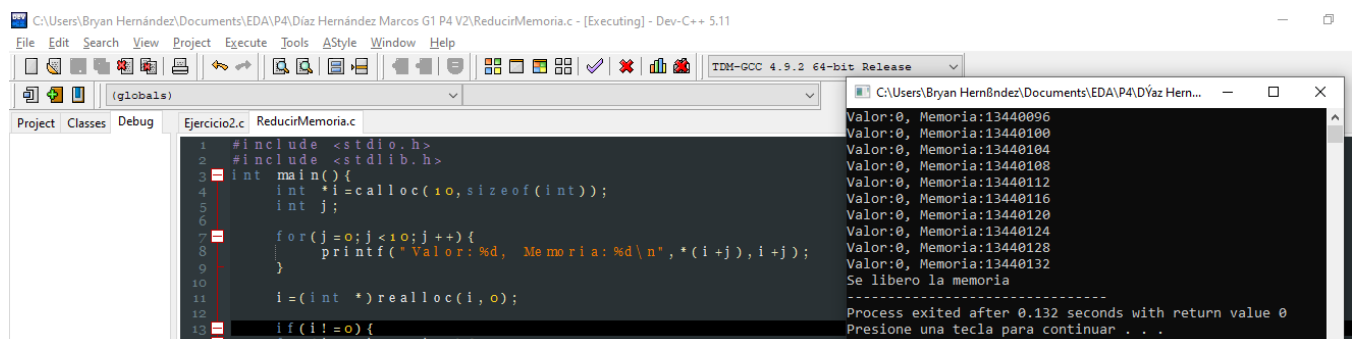 C:\Users\Bryan Hernández\Documents\EDA\P4\Díaz Hernández Marcos G1 P4 V2\ReducirMemoria.c - [Executing] - Dev-C++ 5.11
File Edit Search View Project Execute Tools AStyle Window Help
TDM-GCC 4.9.2 64-bit Release
(globals)
Project Classes Debug
Ejercicio2.c ReducirMemoria.c
1 #include <stdio.h>
2 #include <stdlib.h>
3 int main(){
4 int *i=calloc(10,sizeof(int));
5 int j;
6
7 for(j=0;j<10;j++){
8 printf("Valor:%d, Memoria:%d\n",*(i+j),i+j);
9 }
10
11 i=(int *)realloc(i,0);
12
13 if(i!=0){
C:\Users\Bryan Hernßndez\Documents\EDA\P4\DÝaz Hern...
Valor:0, Memoria:13440096
Valor:0, Memoria:13440100
Valor:0, Memoria:13440104
Valor:0, Memoria:13440108
Valor:0, Memoria:13440112
Valor:0, Memoria:13440116
Valor:0, Memoria:13440120
Valor:0, Memoria:13440124
Valor:0, Memoria:13440128
Valor:0, Memoria:13440132
Se libero la memoria
--------------------------------
Process exited after 0.132 seconds with return value 0
Presione una tecla para continuar . . .